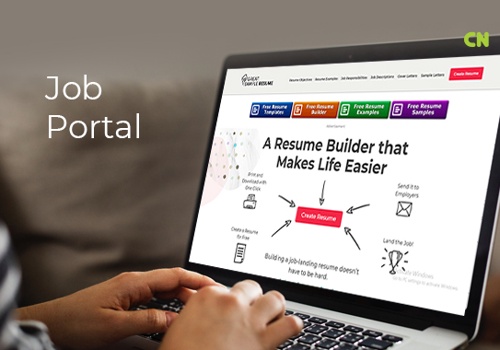 CN
Job
Portal
GREAT
SAMPLE RESUME
Resume Objectives Resume Examples Job Responsibilities Job Descriptions Cover Letters Sample Letters Create Resume
Free Resume
Templates
Free Resume
Builder
Free Resume
Examples
Free Resume
Samples
A Resume Builder that
Makes Life Easier
Print and
Download with
One Click
Send it to
Employers
Create Resume
Create a Resume
for Free
Land the Job!
Building a job-landing resume doesn't
have to be hard.
Activate Windows
Go to PC settings to activate Windows.